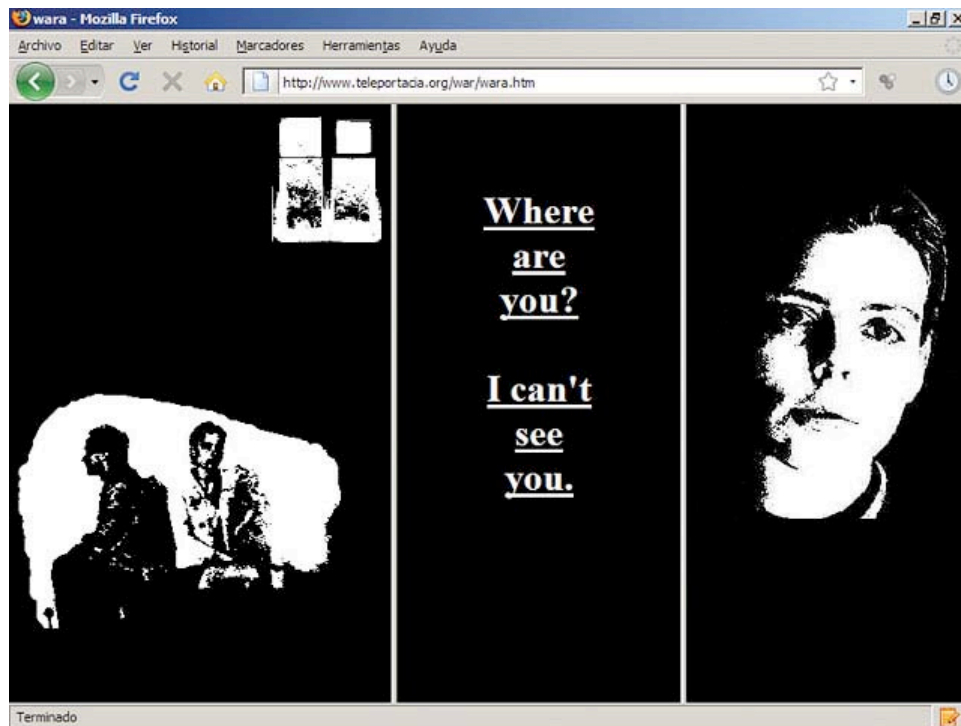 wara - Mozilla Firefox
Archivo Editar Ver Historial Marcadores Herramientas Ayuda
http://www.teleportacia.org/war/wara.htm
Where
are
you?
I can't
see
you.
Terminado